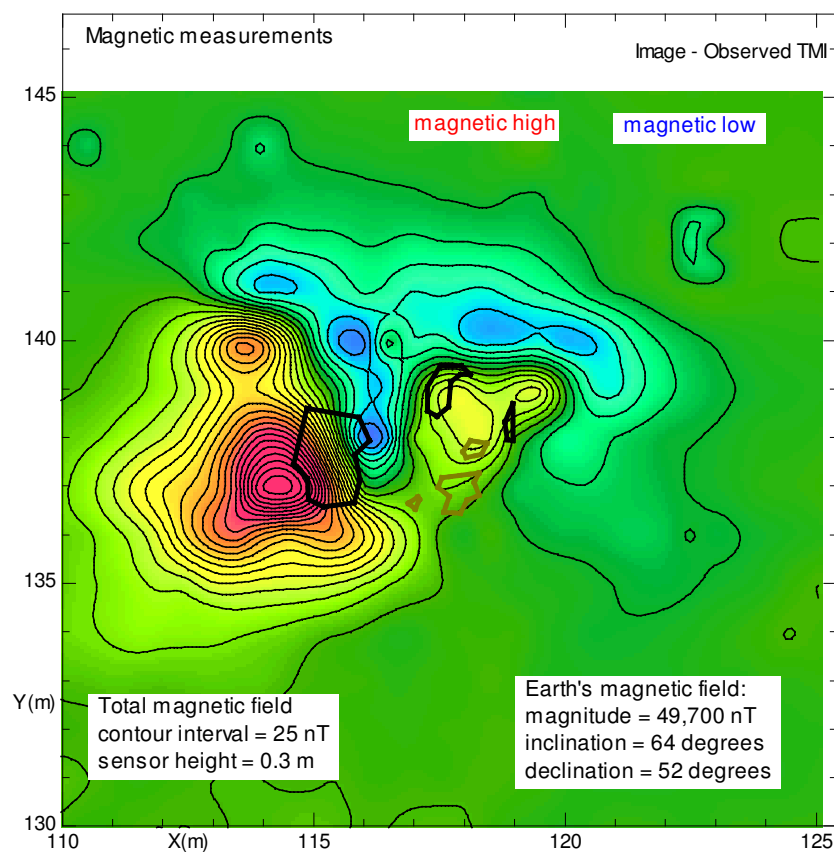 Magnetic measurements
Image - Observed TMI
145
magnetic high
magnetic low
140
135
Y(m)
Total magnetic field
contour interval = 25 nT
sensor height = 0.3 m
Earth's magnetic field:
magnitude = 49,700 nT
inclination = 64 degrees
declination = 52 degrees
130
110
X(m)
115
120
125